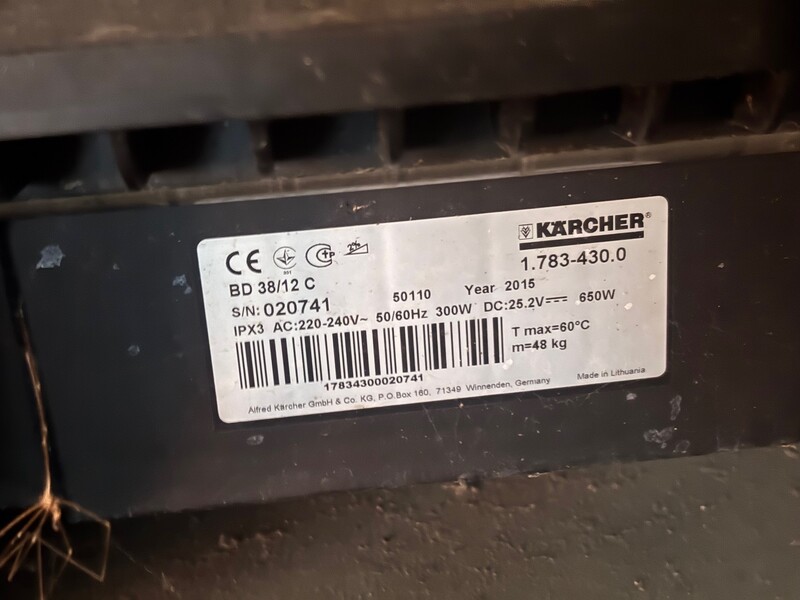 KÄRCHER®
1.783-430.0
CE
BD 38/12 C
S/N: 020741 50110 Year 2015
IPX3 AC:220-240V~ 50/60Hz 300W DC:25.2V⎓ 650W
T max=60°C
m=48 kg
17834300020741
Alfred Kärcher GmbH & Co. KG, P.O.Box 160, 71349 Winnenden, Germany
Made in Lithuania